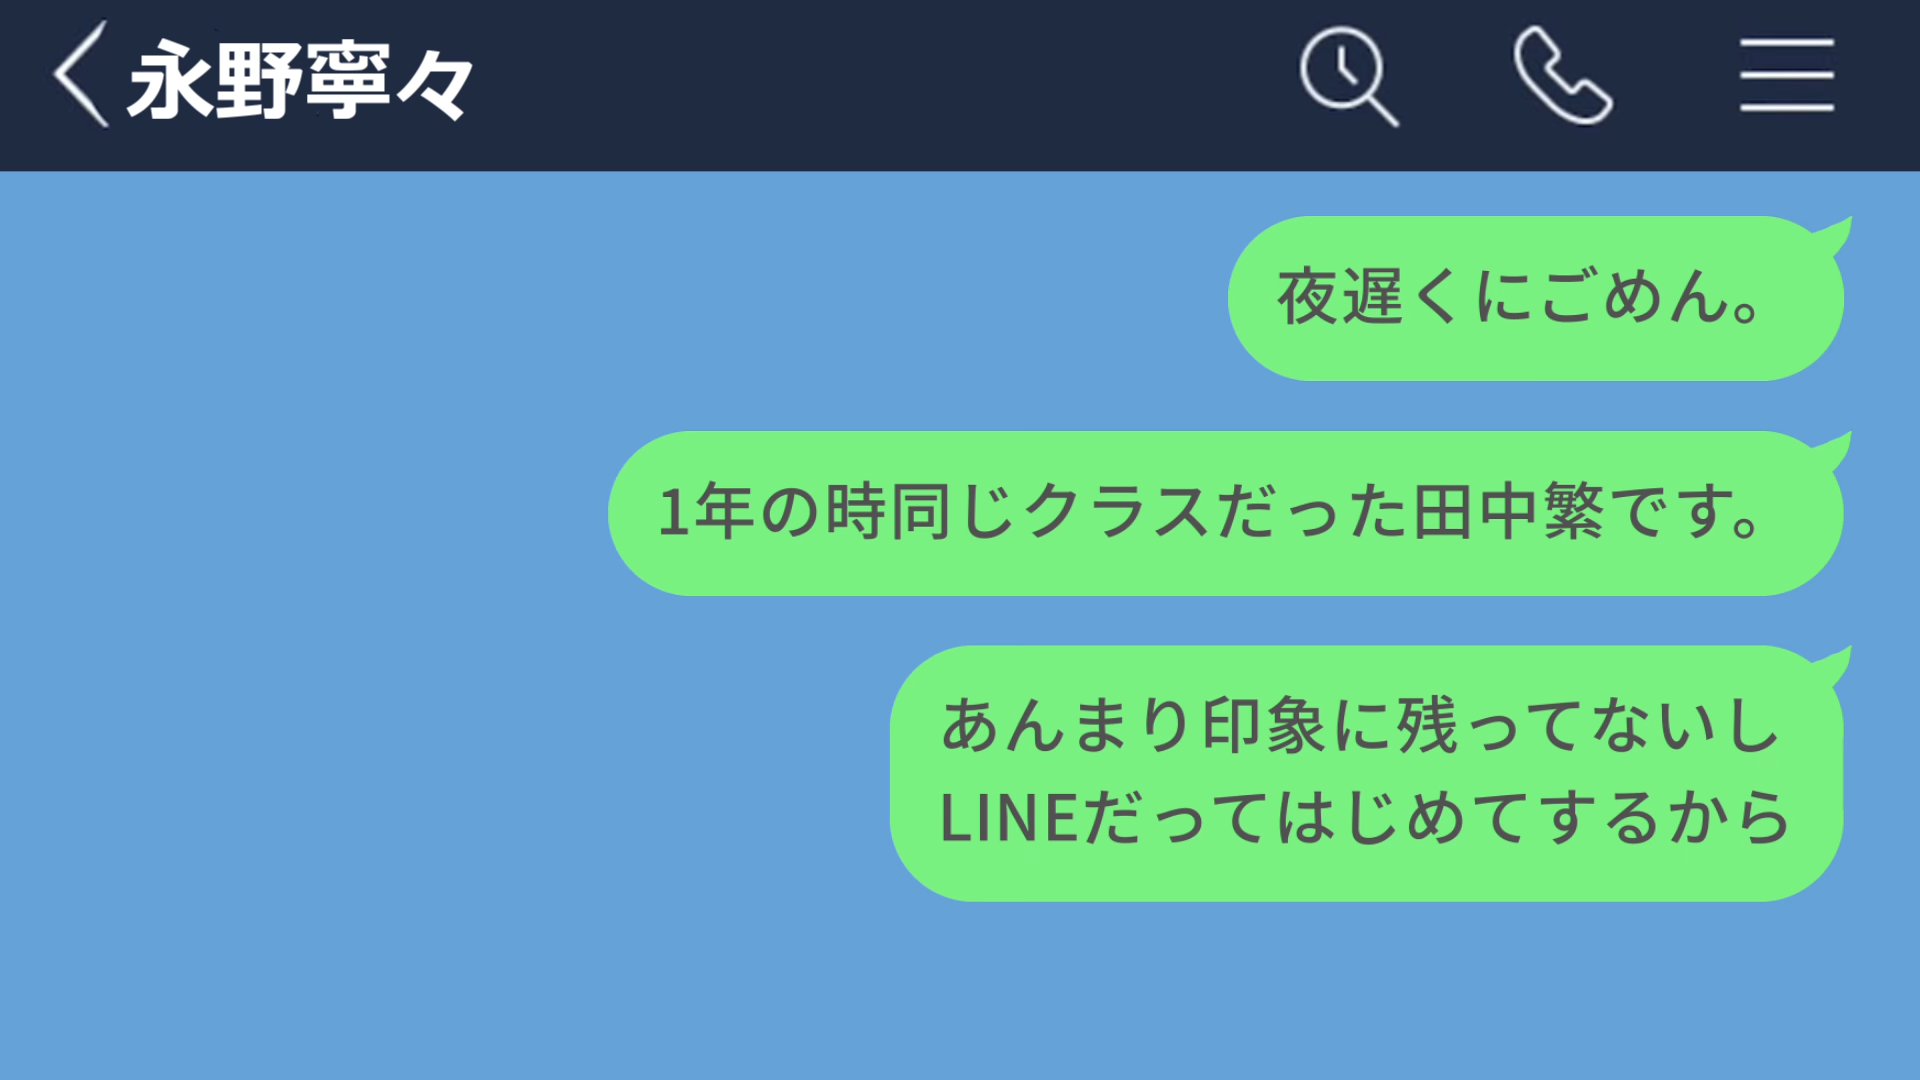 永野寧々
夜遅くにごめん。
1年の時同じクラスだった田中繁です。
あんまり印象に残ってないし
LINEだってはじめてするから